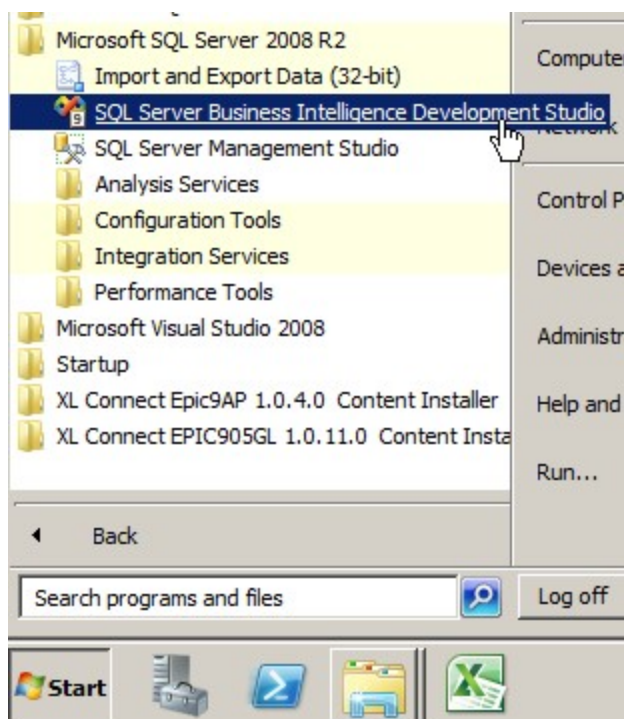 Microsoft SQL Server 2008 R2
Import and Export Data (32-bit)
SQL Server Business Intelligence Development Studio
9
SQL Server Management Studio
Analysis Services
Configuration Tools
Integration Services
Performance Tools
Microsoft Visual Studio 2008
Startup
XL Connect Epic9AP 1.0.4.0 Content Installer
XL Connect EPIC905GL 1.0.11.0 Content Insta
Back
Search programs and files
Computer
Network
Control P
Devices a
Administr
Help and
Run...
Log off
Start